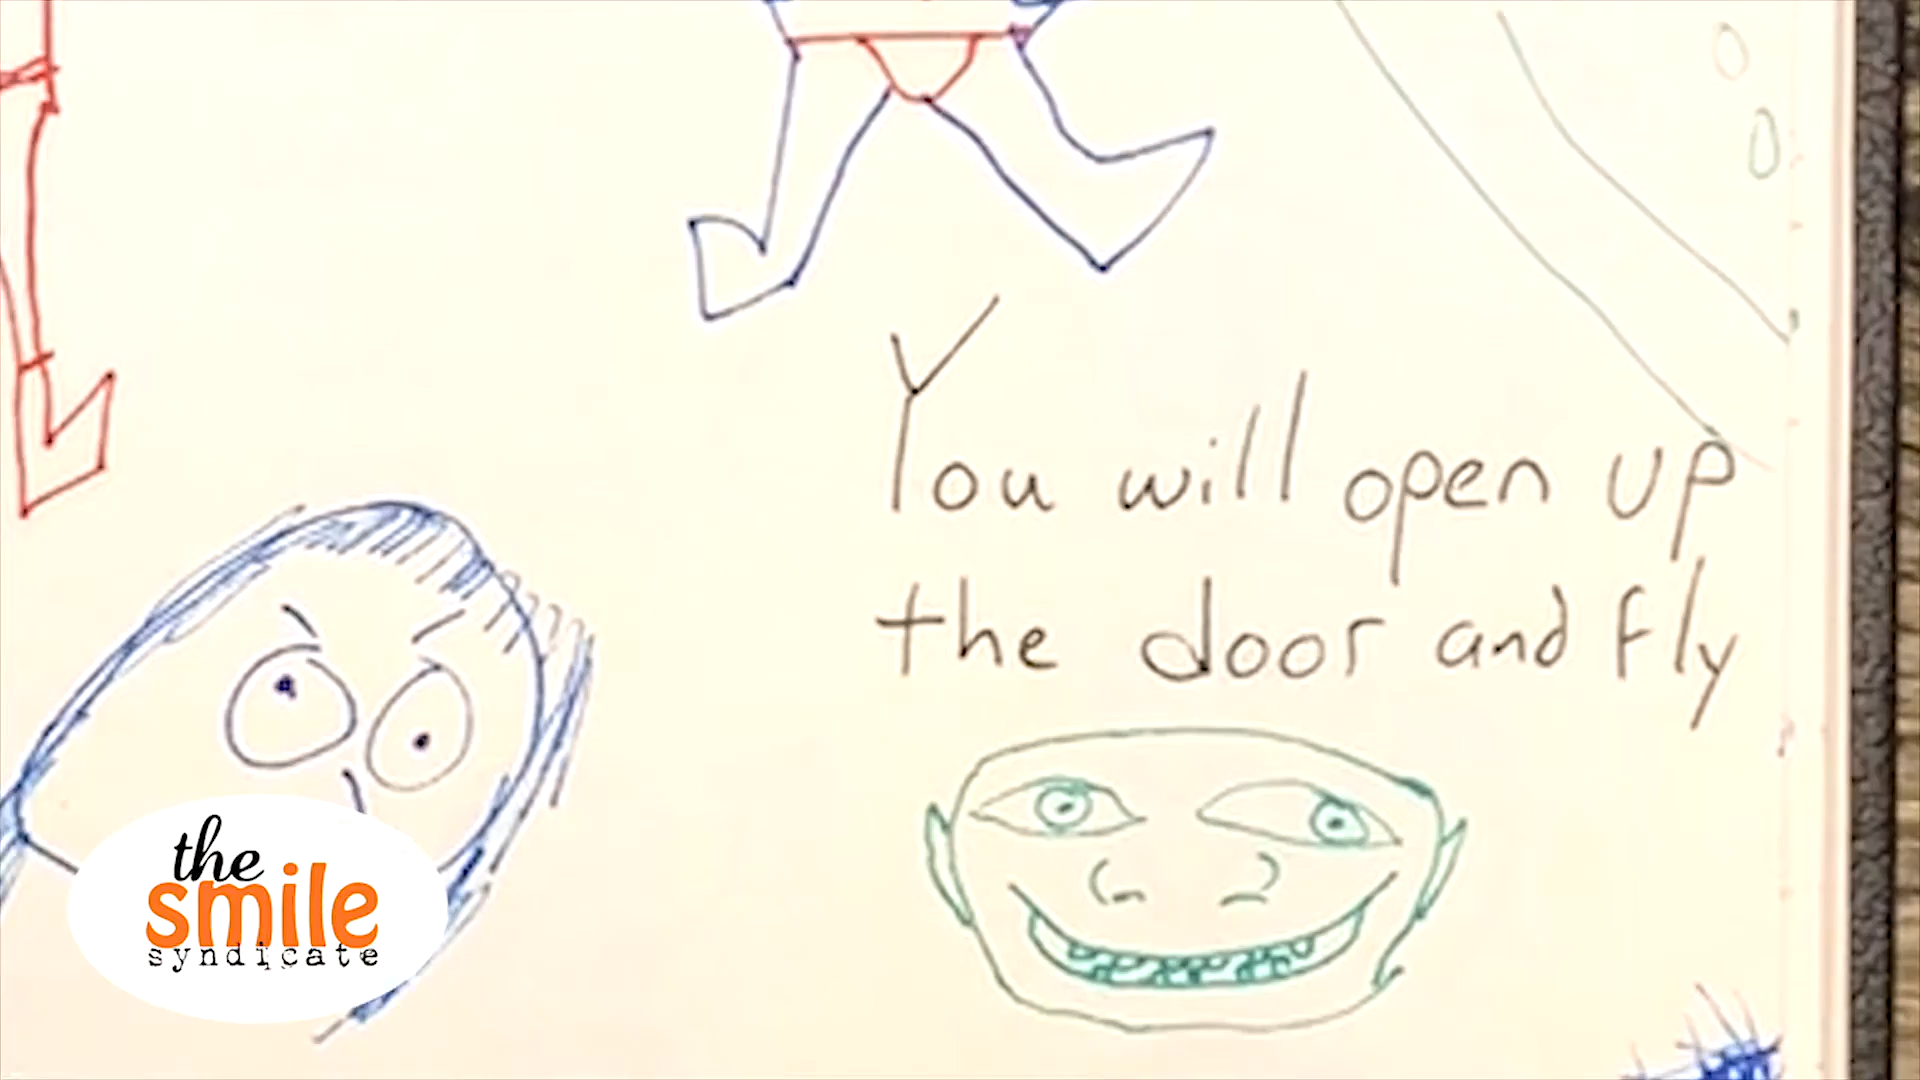 You will open up
the door and fly
the
smile
syndicate